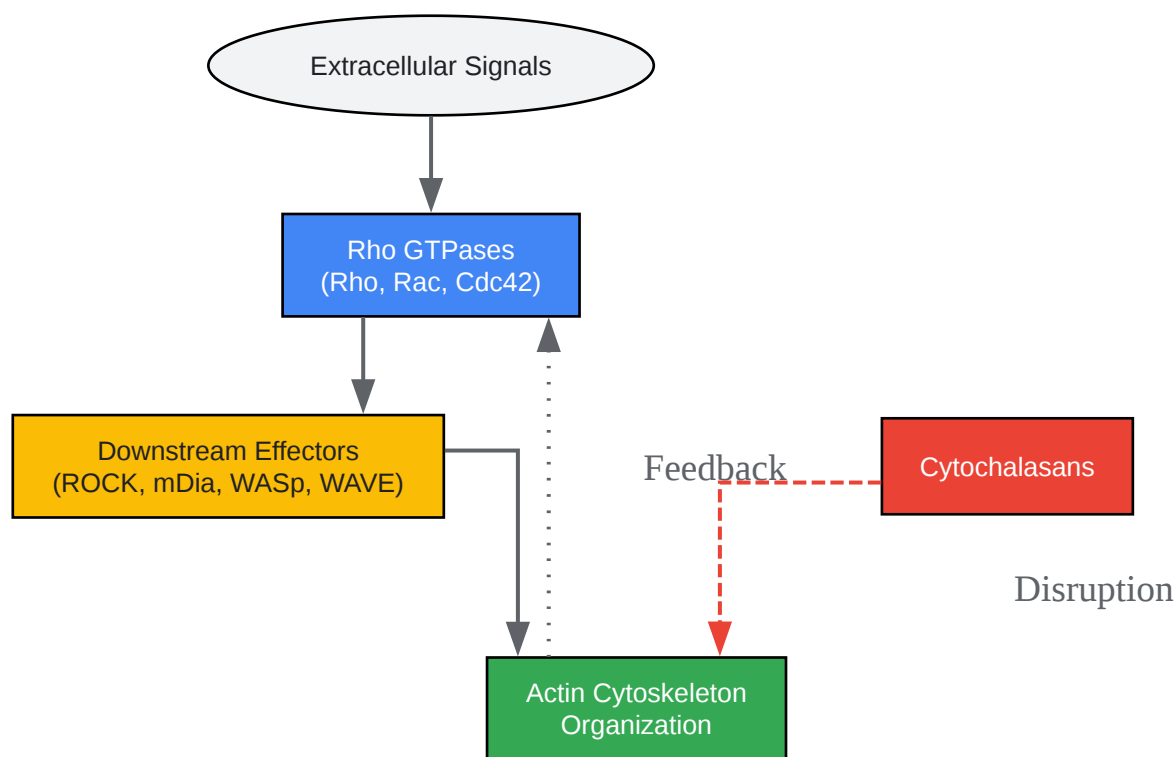 Extracellular Signals
Rho GTPases
(Rho, Rac, Cdc42)
Downstream Effectors
(ROCK, mDia, WASp, WAVE)
Feedback
Cytochalasans
Disruption
Actin Cytoskeleton
Organization